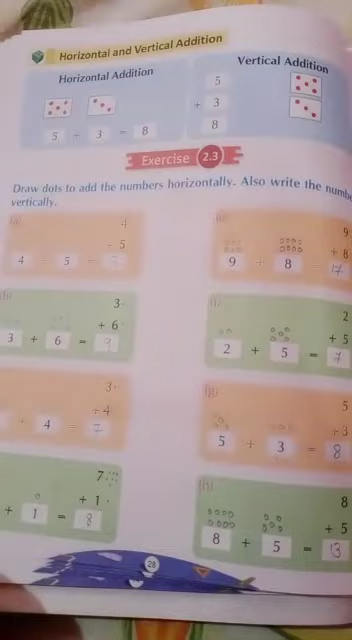 Horizontal and Vertical Addition
Horizontal Addition
5 + 3 = 8
Vertical Addition
5
+ 3
8
Exercise 2.3
Draw dots to add the numbers horizontally. Also write the
vertically.
(a)
4
+ 5
4 + 5 =
(e)
9
+ 8
9 + 8 = 17
(b)
3
+ 6
3 + 6 = 9
(f)
2
+ 5
2 + 5 = 7
3
+ 4
+ 4 = 7
(g)
5
+ 3
5 + 3 = 8
7
+ 1
+ 1 = 8
(h)
8
+ 5
8 + 5 = 13
28